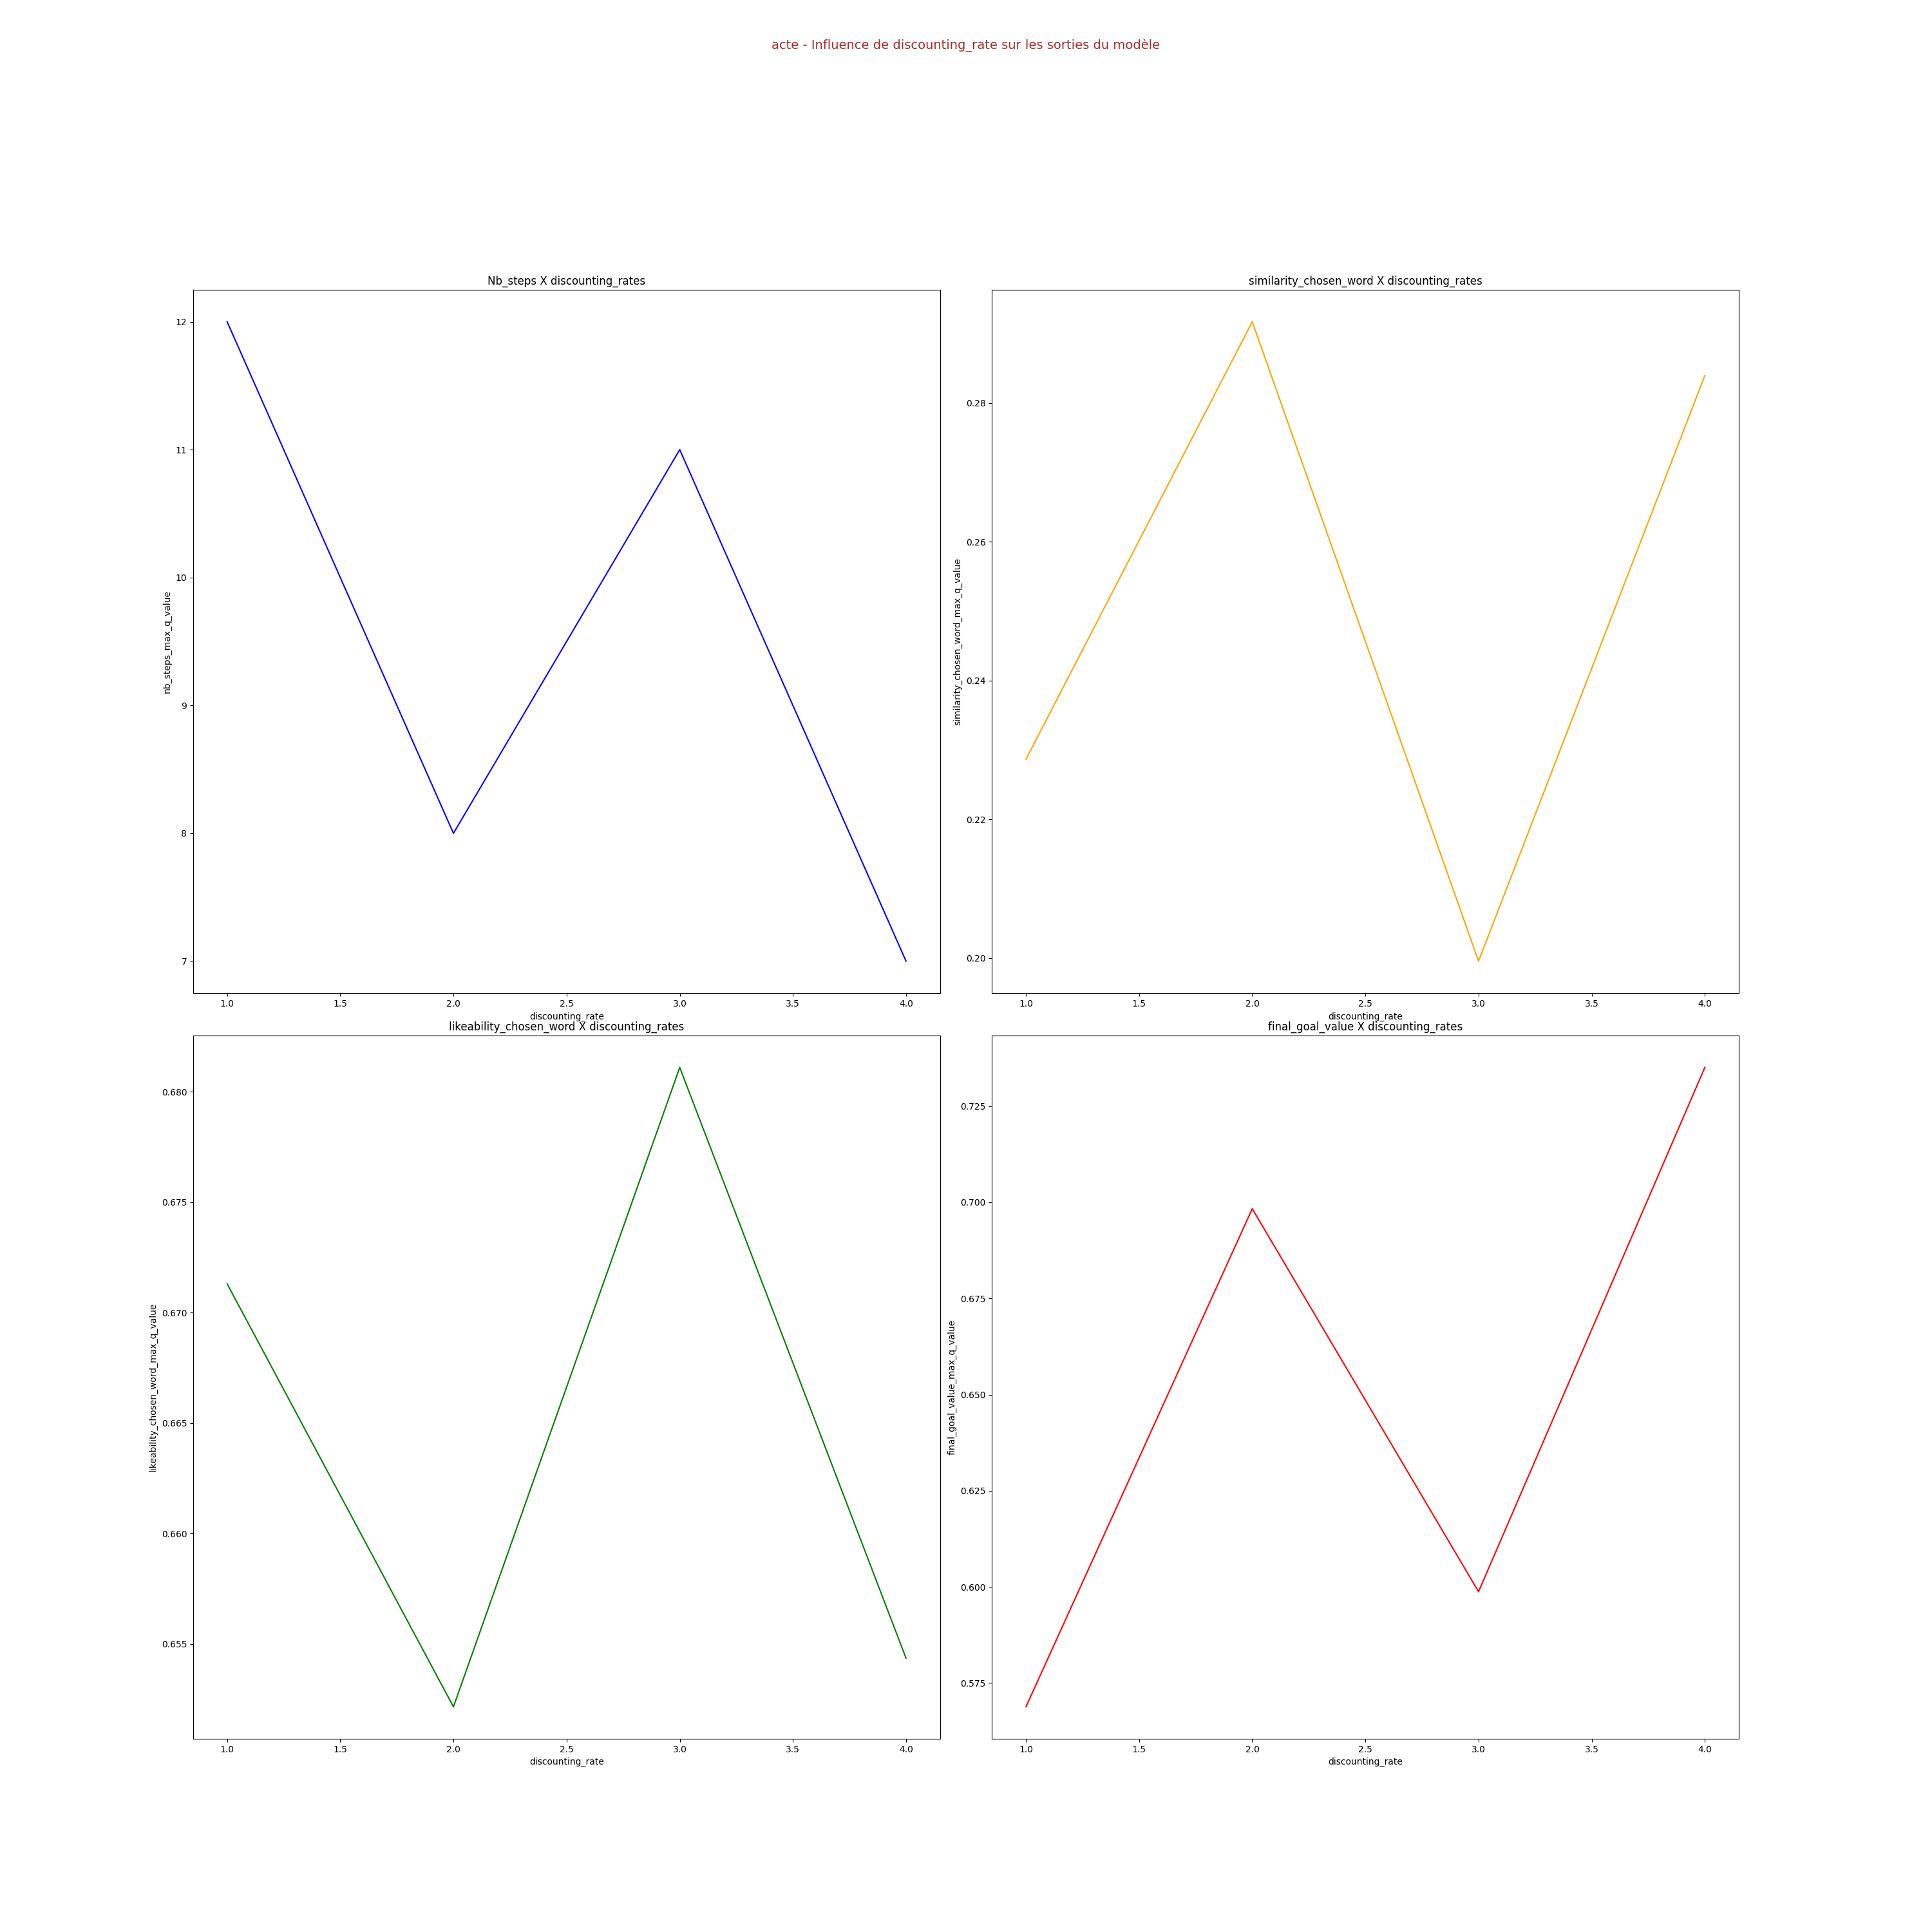 acte - Influence de discounting_rate sur les sorties du modèle
Nb_steps X discounting_rates
12
11
10
9
8
7
nb_steps_max_q_value
1.0 1.5 2.0 2.5 3.0 3.5 4.0
discounting_rate
similarity_chosen_word X discounting_rates
0.28
0.26
0.24
0.22
0.20
similarity_chosen_word_max_q_value
1.0 1.5 2.0 2.5 3.0 3.5 4.0
discounting_rate
likeability_chosen_word X discounting_rates
0.680
0.675
0.670
0.665
0.660
0.655
likeability_chosen_word_max_q_value
1.0 1.5 2.0 2.5 3.0 3.5 4.0
discounting_rate
final_goal_value X discounting_rates
0.725
0.700
0.675
0.650
0.625
0.600
0.575
final_goal_value_max_q_value
1.0 1.5 2.0 2.5 3.0 3.5 4.0
discounting_rate